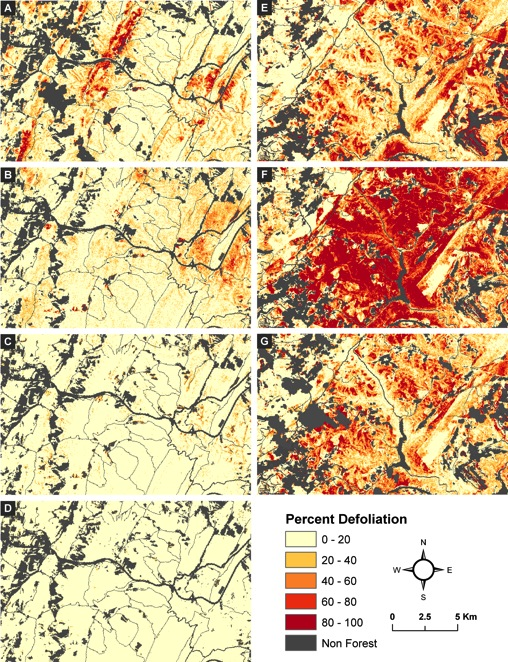 A
E
B
F
C
G
D
Percent Defoliation
0 - 20
20 - 40
40 - 60
60 - 80
80 - 100
Non Forest
N
W E
S
0 2.5 5 Km